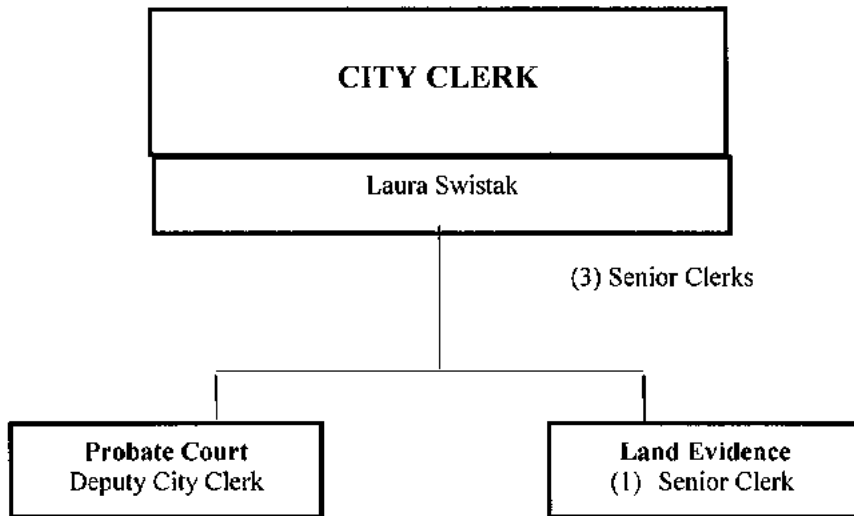 CITY CLERK
Laura Swistak
(3) Senior Clerks
Probate Court
Deputy City Clerk
Land Evidence
(1) Senior Clerk